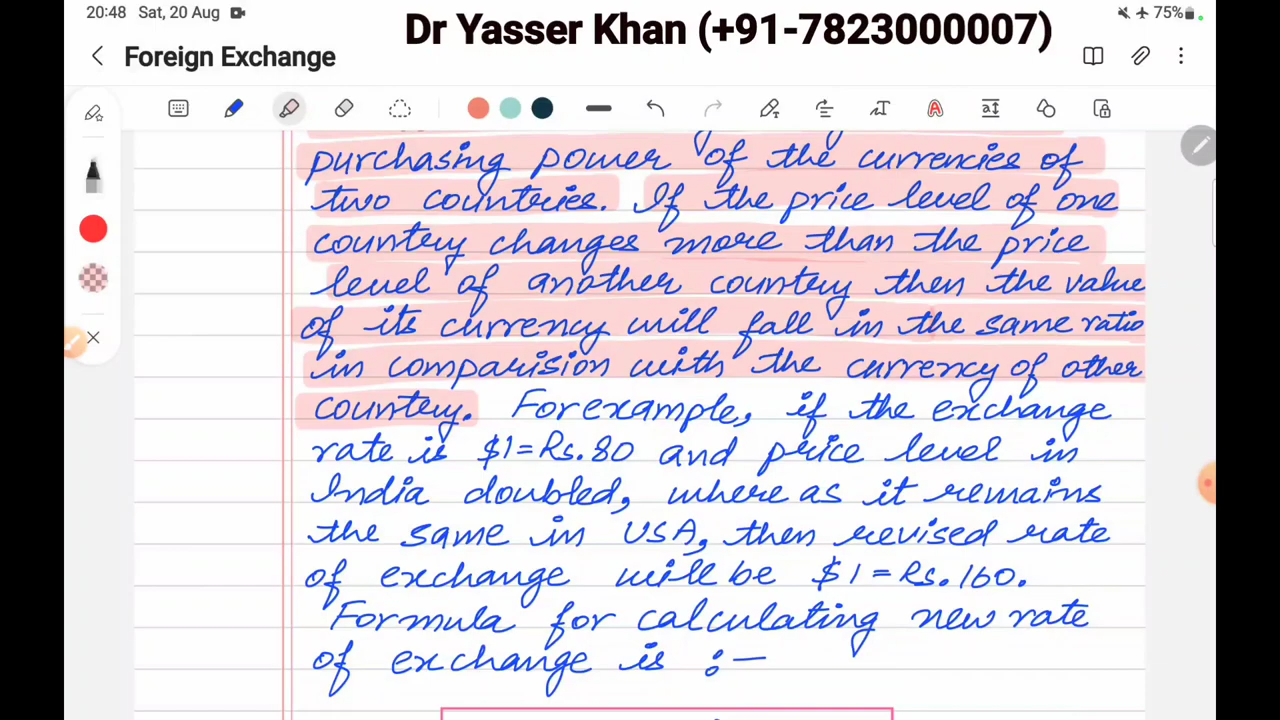 20:48 Sat, 20 Aug
75%
Dr Yasser Khan (+91-7823000007)
Foreign Exchange
purchasing power of the currencies of
two countries. If the price level of one
country changes more than the price
level of another country then the value
of its currency will fall in the same ratio
in comparision with the currency of other
country. For example, if the exchange
rate is $1=Rs.80 and price level in
India doubled, where as it remains
the same in USA, then revised rate
of exchange will be $1=Rs.160.
Formula for calculating new rate
of exchange is :-